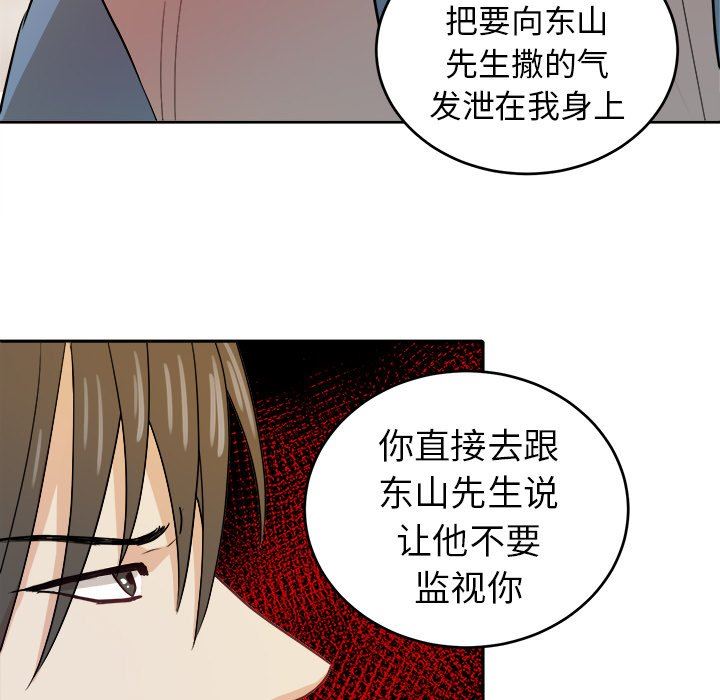 把要向东山
先生撒的气
发泄在我身上
你直接去跟
东山先生说
让他不要
监视你